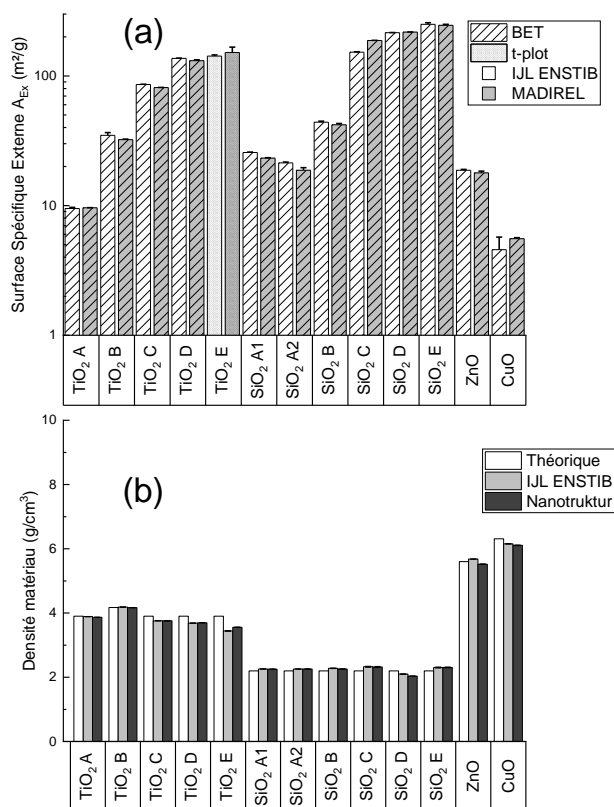 (a)
BET
t-plot
IJL ENSTIB
MADIREL
Surface Spécifique Externe A_Ex (m²/g)
100
10
1
TiO₂ A
TiO₂ B
TiO₂ C
TiO₂ D
TiO₂ E
SiO₂ A1
SiO₂ A2
SiO₂ B
SiO₂ C
SiO₂ D
SiO₂ E
ZnO
CuO
(b)
Théorique
IJL ENSTIB
Nanotruktur
Densité matériau (g/cm³)
10
8
6
4
2
0
TiO₂ A
TiO₂ B
TiO₂ C
TiO₂ D
TiO₂ E
SiO₂ A1
SiO₂ A2
SiO₂ B
SiO₂ C
SiO₂ D
SiO₂ E
ZnO
CuO